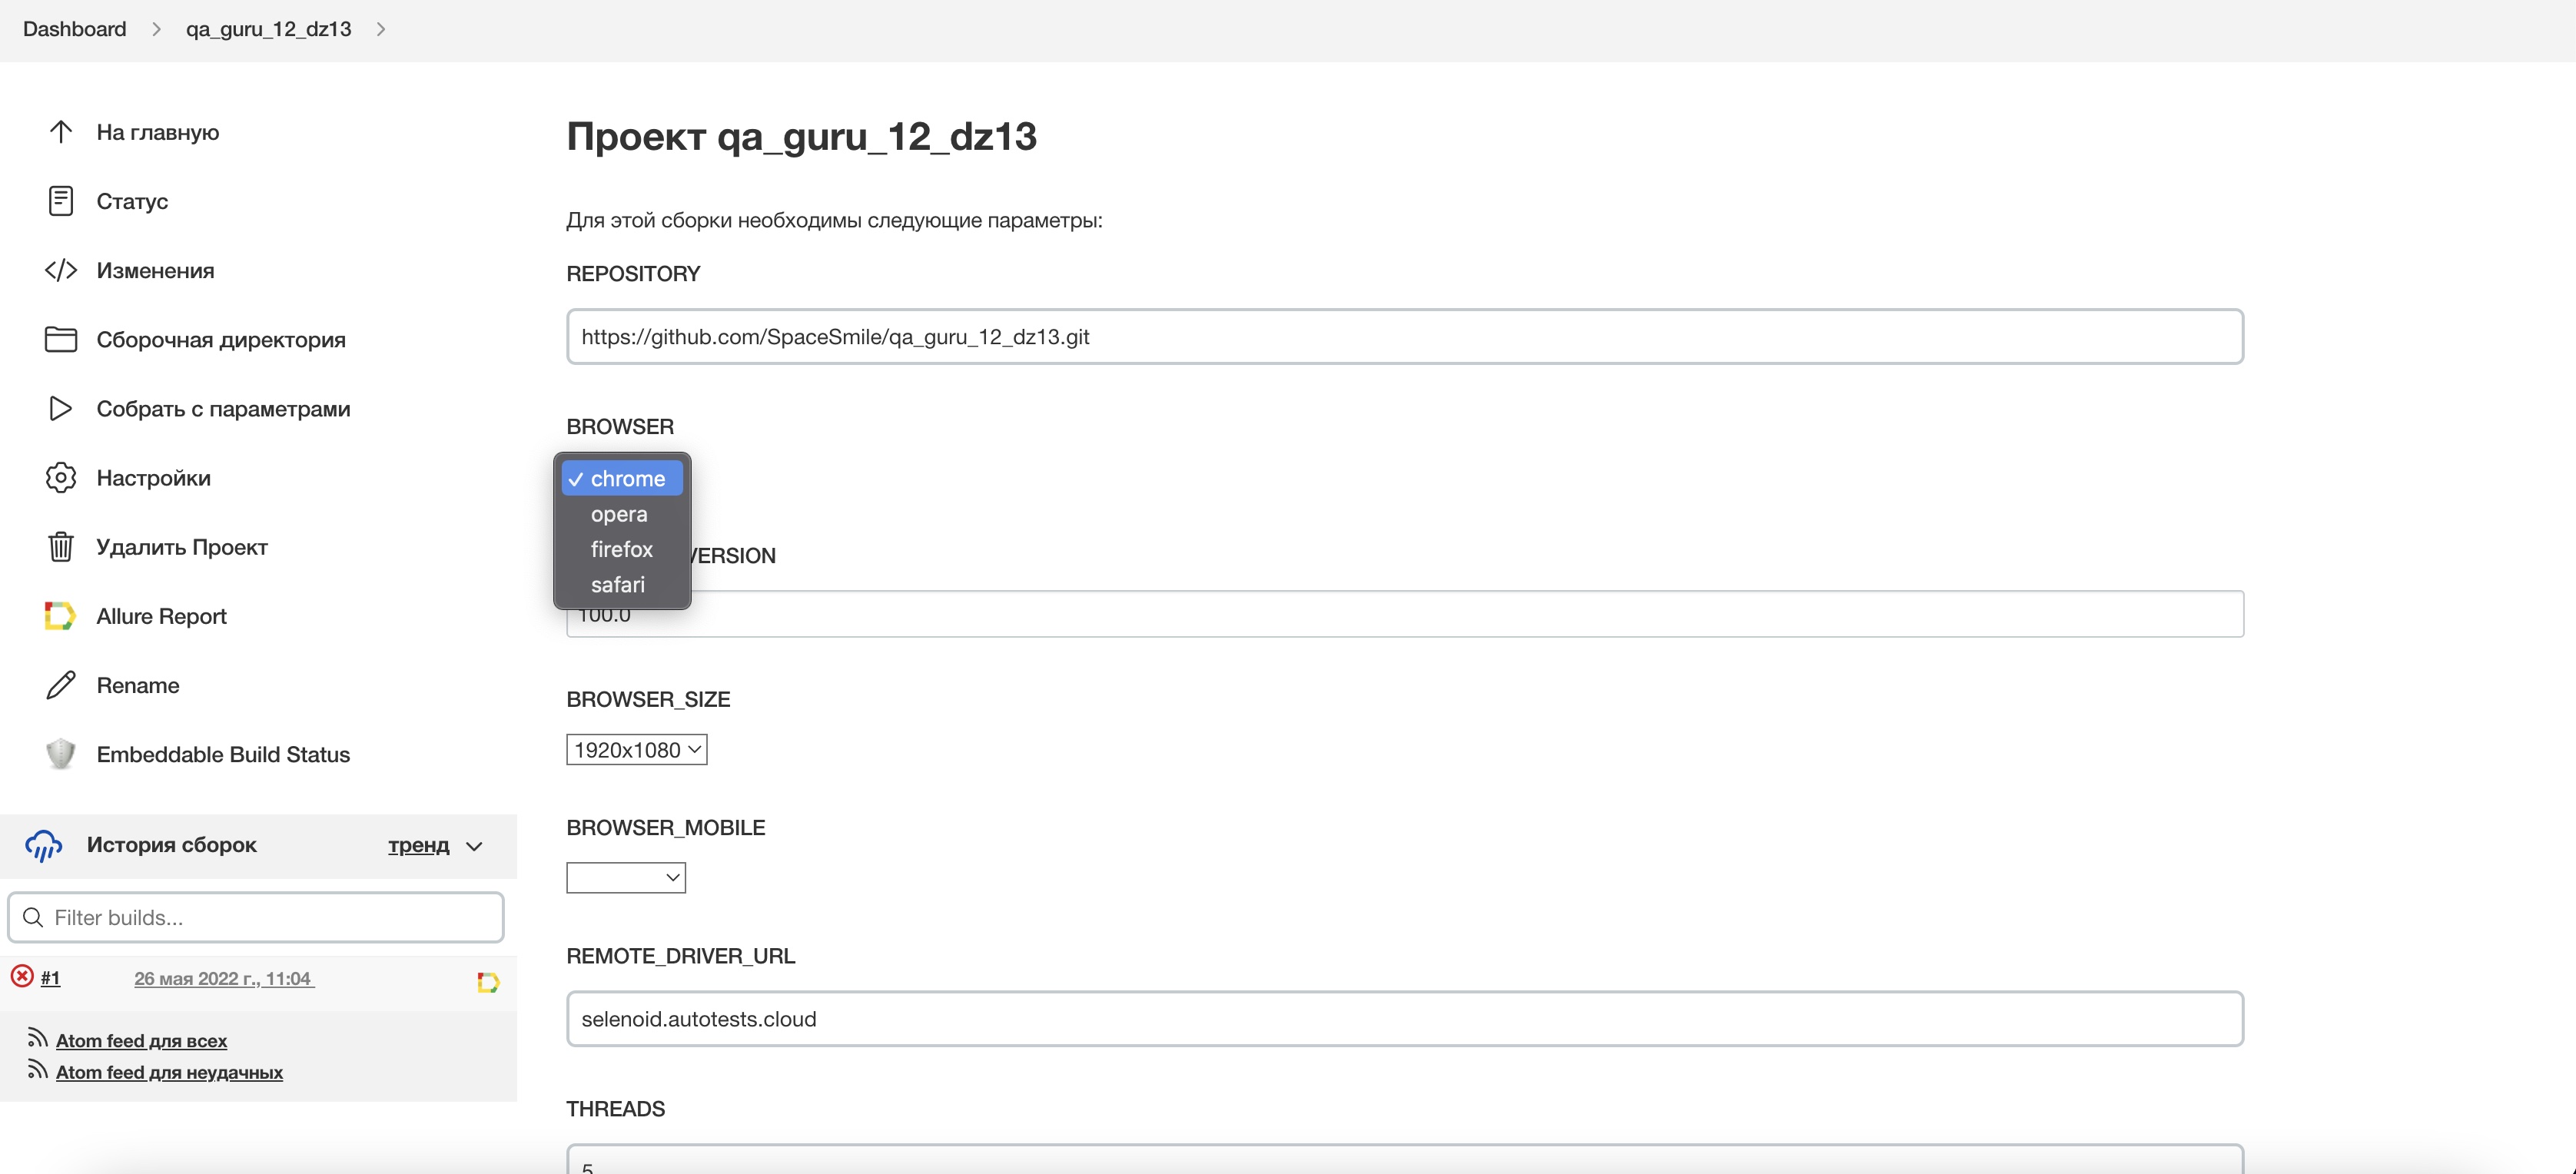 Dashboard
qa_guru_12_dz13
На главную
Статус
Изменения
Сборочная директория
Собрать с параметрами
Настройки
Удалить Проект
Allure Report
Rename
Embeddable Build Status
История сборок
тренд
Filter builds...
#1
26 мая 2022 г., 11:04
Atom feed для всех
Atom feed для неудачных
Проект qa_guru_12_dz13
Для этой сборки необходимы следующие параметры:
REPOSITORY
https://github.com/SpaceSmile/qa_guru_12_dz13.git
BROWSER
chrome
opera
firefox
safari
VERSION
100.0
BROWSER_SIZE
1920x1080
BROWSER_MOBILE
REMOTE_DRIVER_URL
selenoid.autotests.cloud
THREADS
5